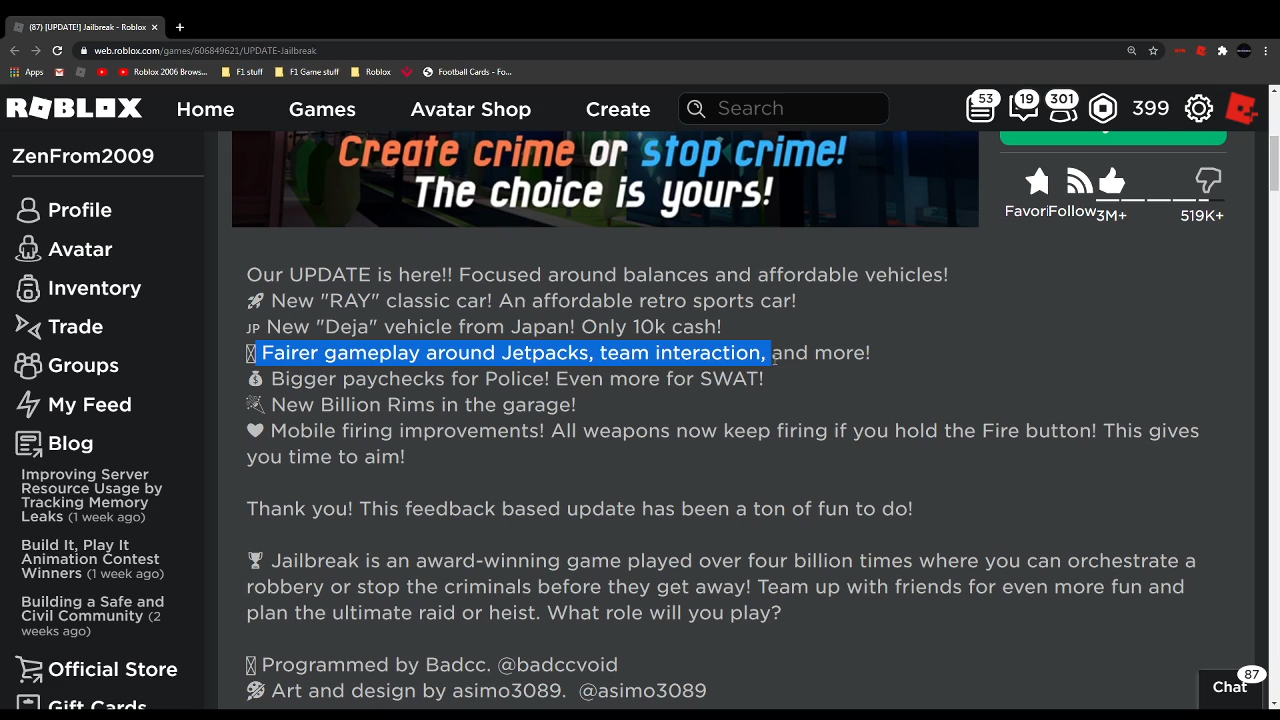 (87) [UPDATE!] Jailbreak - Roblox
web.roblox.com/games/606849621/UPDATE-Jailbreak
Apps
Roblox 2006 Brows...
F1 stuff
F1 Game stuff
Roblox
Football Cards - Fo...
ROBLOX
Home
Games
Avatar Shop
Create
Search
53
19
301
399
ZenFrom2009
Profile
Avatar
Inventory
Trade
Groups
My Feed
Blog
Improving Server
Resource Usage by
Tracking Memory
Leaks (1 week ago)
Build It, Play It
Animation Contest
Winners (1 week ago)
Building a Safe and
Civil Community (2
weeks ago)
Official Store
Gift Cards
Create crime or stop crime!
The choice is yours!
Favori
Follow
3M+
519K+
Our UPDATE is here!! Focused around balances and affordable vehicles!
🚀 New "RAY" classic car! An affordable retro sports car!
JP New "Deja" vehicle from Japan! Only 10k cash!
Fairer gameplay around Jetpacks, team interaction, and more!
💰 Bigger paychecks for Police! Even more for SWAT!
New Billion Rims in the garage!
♥ Mobile firing improvements! All weapons now keep firing if you hold the Fire button! This gives
you time to aim!
Thank you! This feedback based update has been a ton of fun to do!
🏆 Jailbreak is an award-winning game played over four billion times where you can orchestrate a
robbery or stop the criminals before they get away! Team up with friends for even more fun and
plan the ultimate raid or heist. What role will you play?
Programmed by Badcc. @badccvoid
🎨 Art and design by asimo3089. @asimo3089
Chat
87